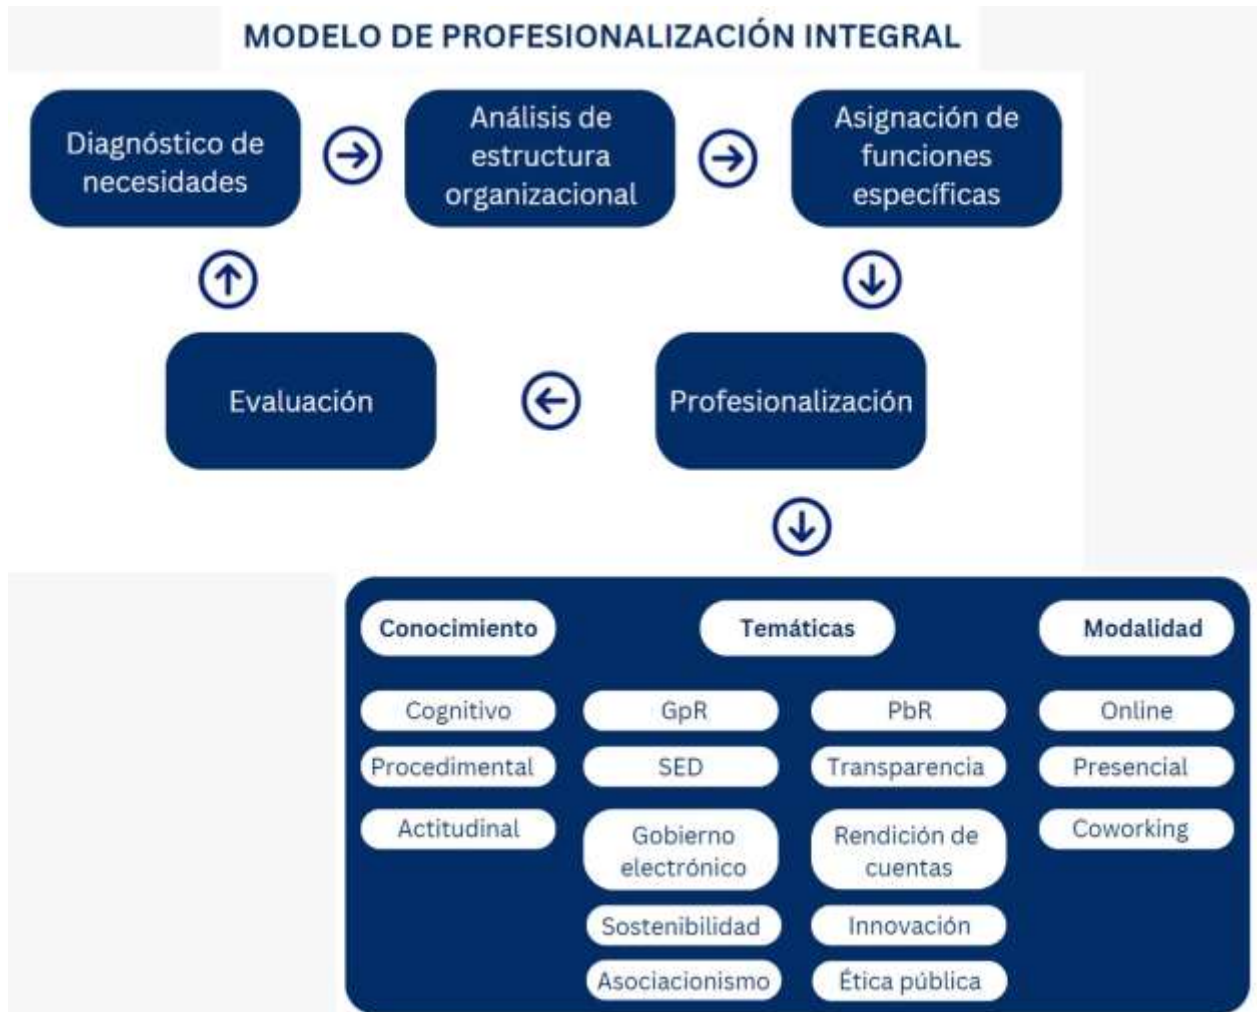 MODELO DE PROFESIONALIZACIÓN INTEGRAL
Diagnóstico de
necesidades
Análisis de
estructura
organizacional
Asignación de
funciones
específicas
Evaluación
Profesionalización
Conocimiento
Temáticas
Modalidad
Cognitivo
GpR
PbR
Online
Procedimental
SED
Transparencia
Presencial
Actitudinal
Gobierno
electrónico
Rendición de
cuentas
Coworking
Sostenibilidad
Innovación
Asociacionismo
Ética pública